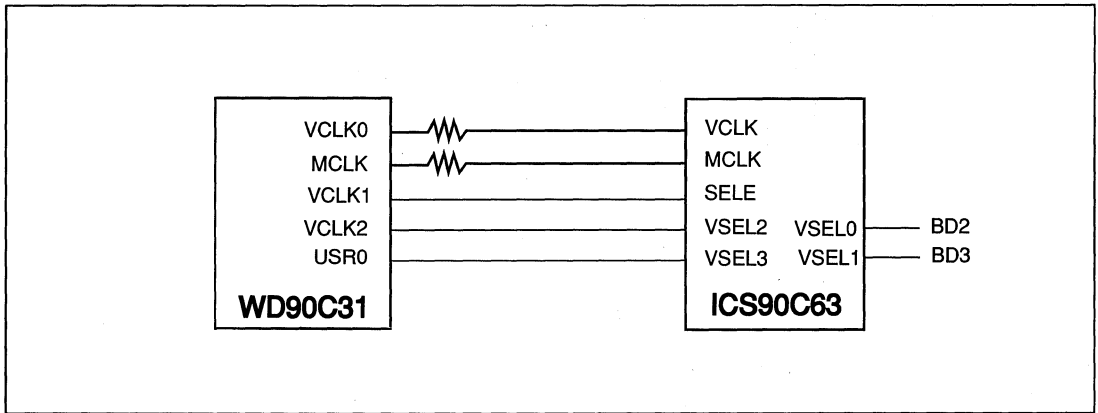 VCLK0
MCLK
VCLK1
VCLK2
USR0
WD90C31
VCLK
MCLK
SELE
VSEL2 VSEL0 BD2
VSEL3 VSEL1 BD3
ICS90C63